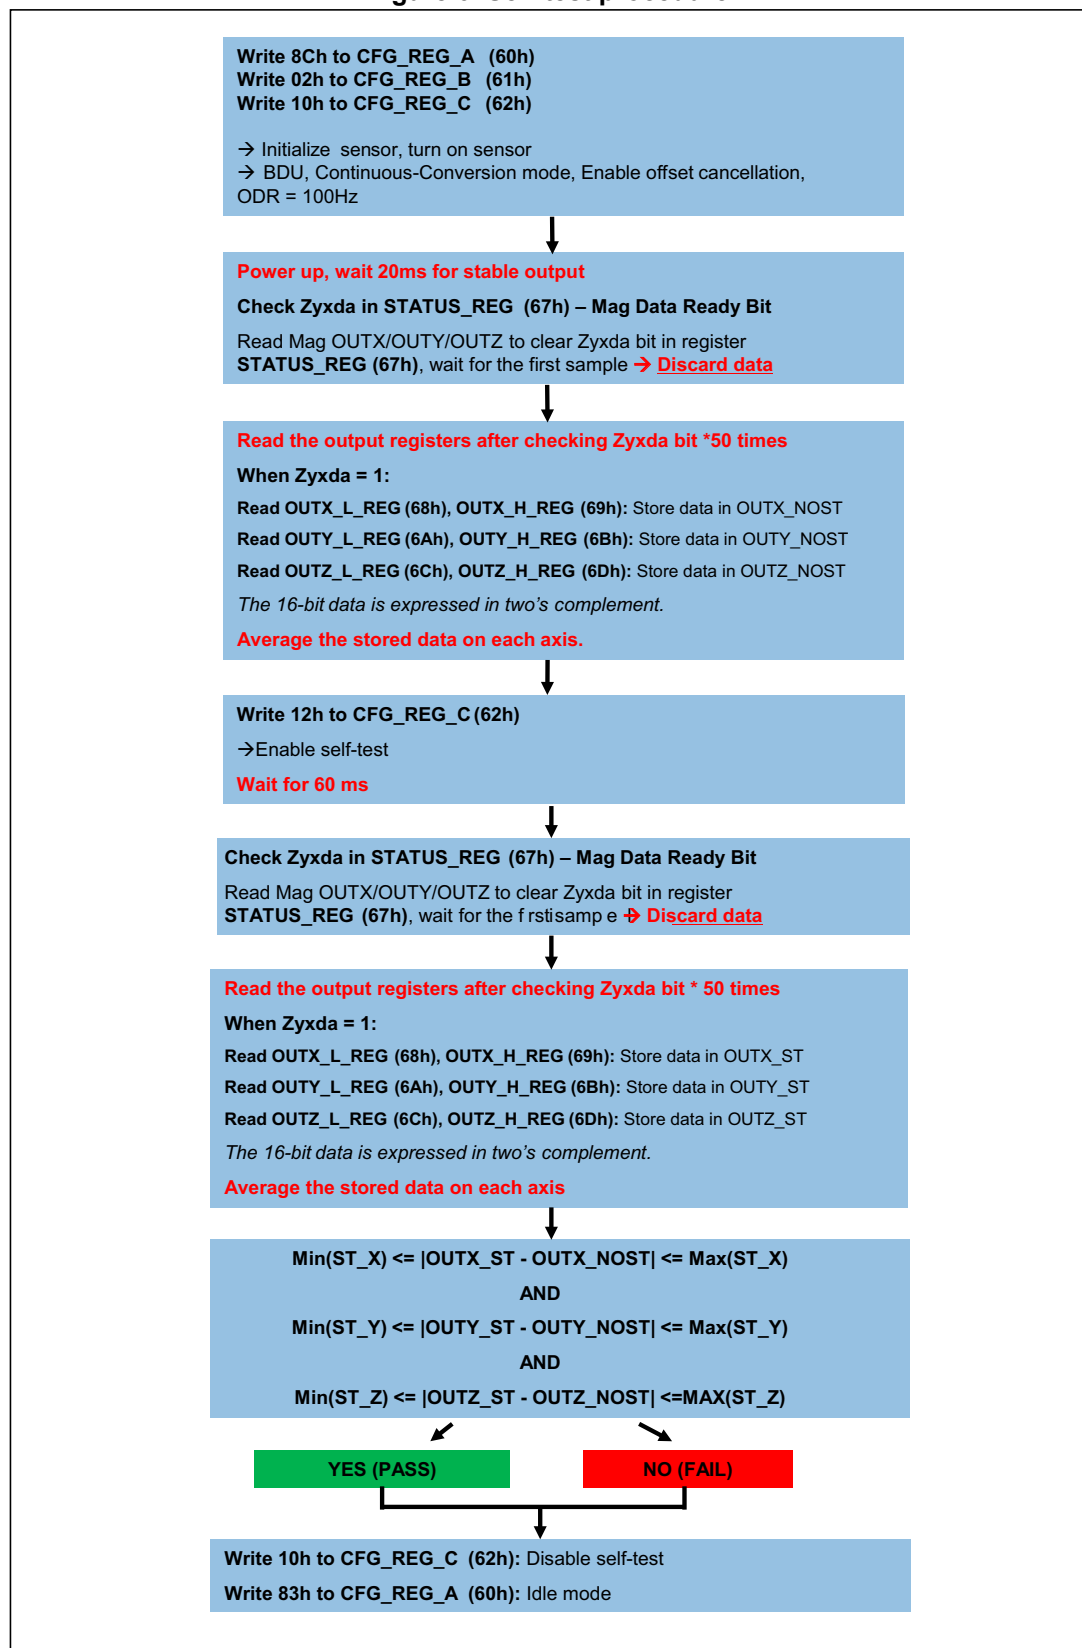 Write 8Ch to CFG_REG_A (60h)
Write 02h to CFG_REG_B (61h)
Write 10h to CFG_REG_C (62h)
→ Initialize sensor, turn on sensor
→ BDU, Continuous-Conversion mode, Enable offset cancellation,
ODR = 100Hz
Power up, wait 20ms for stable output
Check Zyxda in STATUS_REG (67h) – Mag Data Ready Bit
Read Mag OUTX/OUTY/OUTZ to clear Zyxda bit in register
STATUS_REG (67h), wait for the first sample → Discard data
Read the output registers after checking Zyxda bit *50 times
When Zyxda = 1:
Read OUTX_L_REG (68h), OUTX_H_REG (69h): Store data in OUTX_NOST
Read OUTY_L_REG (6Ah), OUTY_H_REG (6Bh): Store data in OUTY_NOST
Read OUTZ_L_REG (6Ch), OUTZ_H_REG (6Dh): Store data in OUTZ_NOST
The 16-bit data is expressed in two's complement.
Average the stored data on each axis.
Write 12h to CFG_REG_C (62h)
→Enable self-test
Wait for 60 ms
Check Zyxda in STATUS_REG (67h) – Mag Data Ready Bit
Read Mag OUTX/OUTY/OUTZ to clear Zyxda bit in register
STATUS_REG (67h), wait for the f rstisamp e → Discard data
Read the output registers after checking Zyxda bit * 50 times
When Zyxda = 1:
Read OUTX_L_REG (68h), OUTX_H_REG (69h): Store data in OUTX_ST
Read OUTY_L_REG (6Ah), OUTY_H_REG (6Bh): Store data in OUTY_ST
Read OUTZ_L_REG (6Ch), OUTZ_H_REG (6Dh): Store data in OUTZ_ST
The 16-bit data is expressed in two's complement.
Average the stored data on each axis
Min(ST_X) <= |OUTX_ST - OUTX_NOST| <= Max(ST_X)
AND
Min(ST_Y) <= |OUTY_ST - OUTY_NOST| <= Max(ST_Y)
AND
Min(ST_Z) <= |OUTZ_ST - OUTZ_NOST| <=MAX(ST_Z)
YES (PASS)
NO (FAIL)
Write 10h to CFG_REG_C (62h): Disable self-test
Write 83h to CFG_REG_A (60h): Idle mode